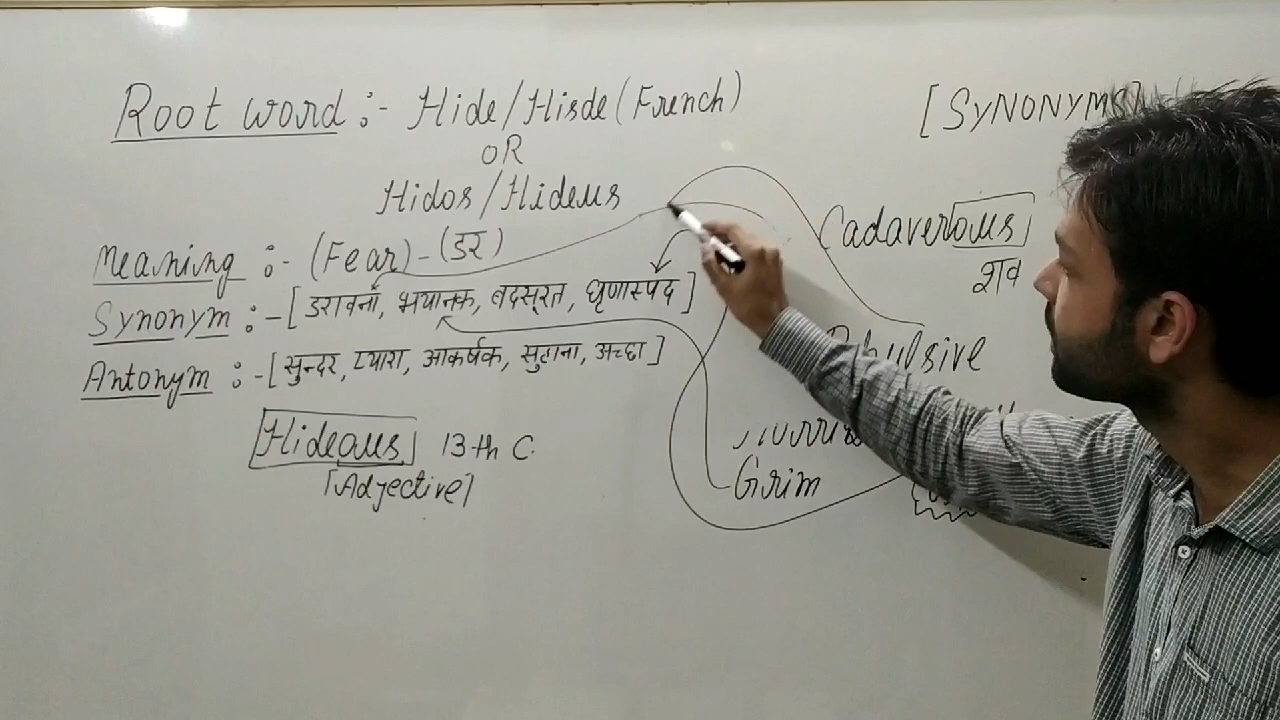 Root word :- Hide/Hisde (French)
OR
Hidos/Hideus
Meaning :- (Fear) - (डर)
Synonym :- [डरावना, भयानक, बदसूरत, घृणास्पद]
Antonym :- [सुन्दर, प्यारा, आकर्षक, सुहाना, अच्छा]
Hideous 13th C.
[Adjective]
[SYNONYMS]
Cadaverous
शव
Grim